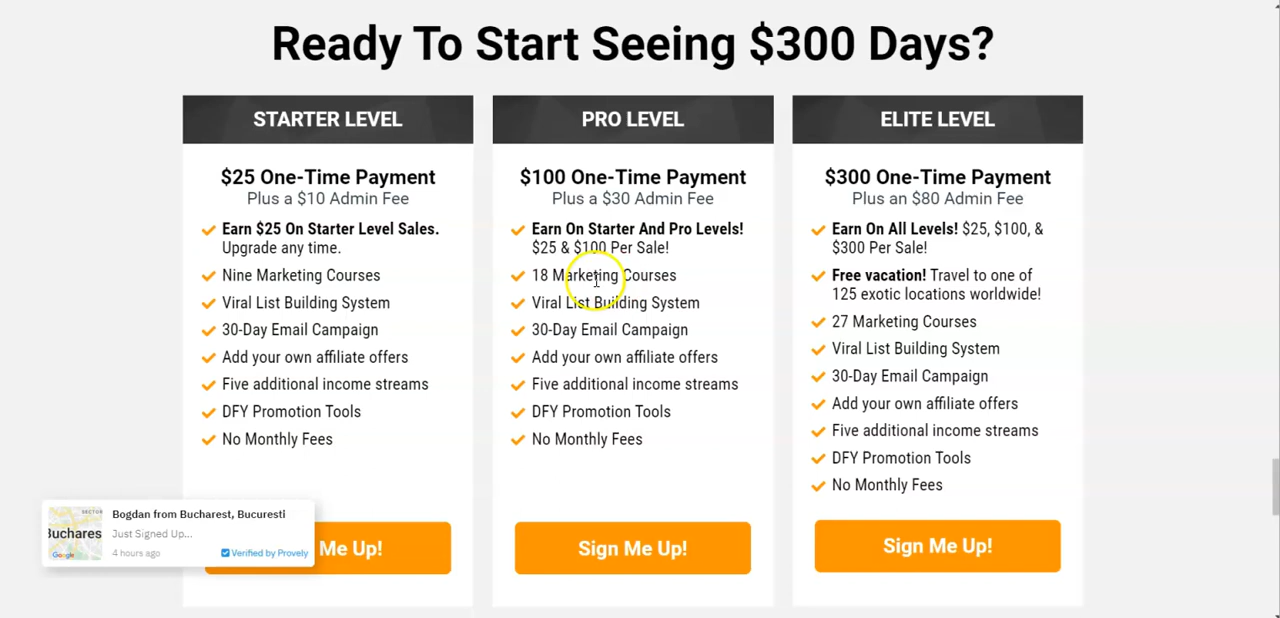 Ready To Start Seeing $300 Days?
STARTER LEVEL
$25 One-Time Payment
Plus a $10 Admin Fee
Earn $25 On Starter Level Sales.
Upgrade any time.
Nine Marketing Courses
Viral List Building System
30-Day Email Campaign
Add your own affiliate offers
Five additional income streams
DFY Promotion Tools
No Monthly Fees
Me Up!
PRO LEVEL
$100 One-Time Payment
Plus a $30 Admin Fee
Earn On Starter And Pro Levels!
$25 & $100 Per Sale!
18 Marketing Courses
Viral List Building System
30-Day Email Campaign
Add your own affiliate offers
Five additional income streams
DFY Promotion Tools
No Monthly Fees
Sign Me Up!
ELITE LEVEL
$300 One-Time Payment
Plus an $80 Admin Fee
Earn On All Levels! $25, $100, &
$300 Per Sale!
Free vacation! Travel to one of
125 exotic locations worldwide!
27 Marketing Courses
Viral List Building System
30-Day Email Campaign
Add your own affiliate offers
Five additional income streams
DFY Promotion Tools
No Monthly Fees
Sign Me Up!
SECTOR
Buchares
Google
Bogdan from Bucharest, Bucuresti
Just Signed Up...
4 hours ago
Verified by Provely